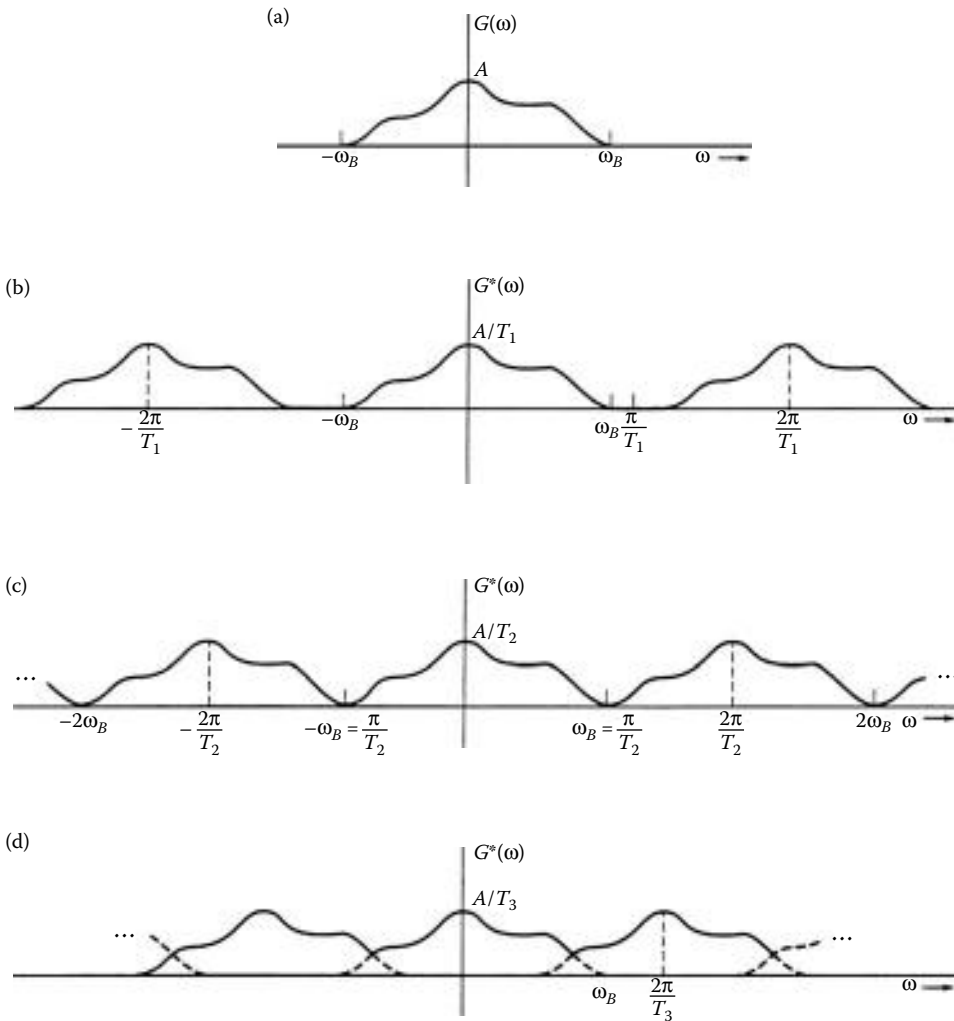 (a)
G(ω)
A
−ω_B
ω_B
ω
(b)
G*(ω)
A/T_1
−2π/T_1
−ω_B
ω_B
π/T_1
2π/T_1
ω
(c)
G*(ω)
A/T_2
...
...
−2ω_B
−2π/T_2
−ω_B = π/T_2
ω_B = π/T_2
2π/T_2
2ω_B
ω
(d)
G*(ω)
A/T_3
...
...
ω_B
2π/T_3
ω